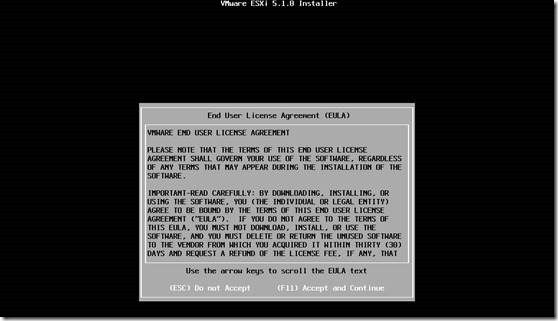 VMware ESXi 5.1.0 Installer
End User License Agreement (EULA)
VMWARE END USER LICENSE AGREEMENT
PLEASE NOTE THAT THE TERMS OF THIS END USER LICENSE
AGREEMENT SHALL GOVERN YOUR USE OF THE SOFTWARE, REGARDLESS
OF ANY TERMS THAT MAY APPEAR DURING THE INSTALLATION OF THE
SOFTWARE.
IMPORTANT-READ CAREFULLY: BY DOWNLOADING, INSTALLING, OR
USING THE SOFTWARE, YOU (THE INDIVIDUAL OR LEGAL ENTITY)
AGREE TO BE BOUND BY THE TERMS OF THIS END USER LICENSE
AGREEMENT ("EULA"). IF YOU DO NOT AGREE TO THE TERMS OF
THIS EULA, YOU MUST NOT DOWNLOAD, INSTALL, OR USE THE
SOFTWARE, AND YOU MUST DELETE OR RETURN THE UNUSED SOFTWARE
TO THE VENDOR FROM WHICH YOU ACQUIRED IT WITHIN THIRTY (30)
DAYS AND REQUEST A REFUND OF THE LICENSE FEE, IF ANY, THAT
Use the arrow keys to scroll the EULA text
(ESC) Do not Accept (F11) Accept and Continue